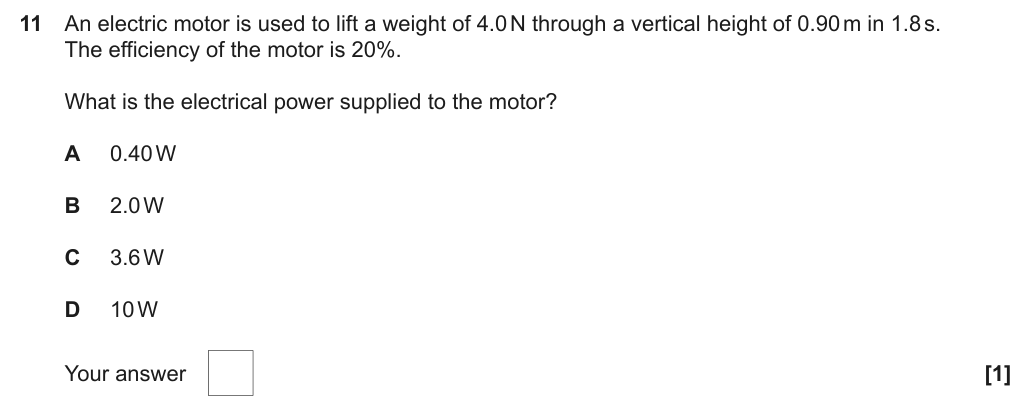 11 An electric motor is used to lift a weight of 4.0 N through a vertical height of 0.90 m in 1.8 s.
The efficiency of the motor is 20%.
What is the electrical power supplied to the motor?
A 0.40 W
B 2.0 W
C 3.6 W
D 10 W
Your answer [1]